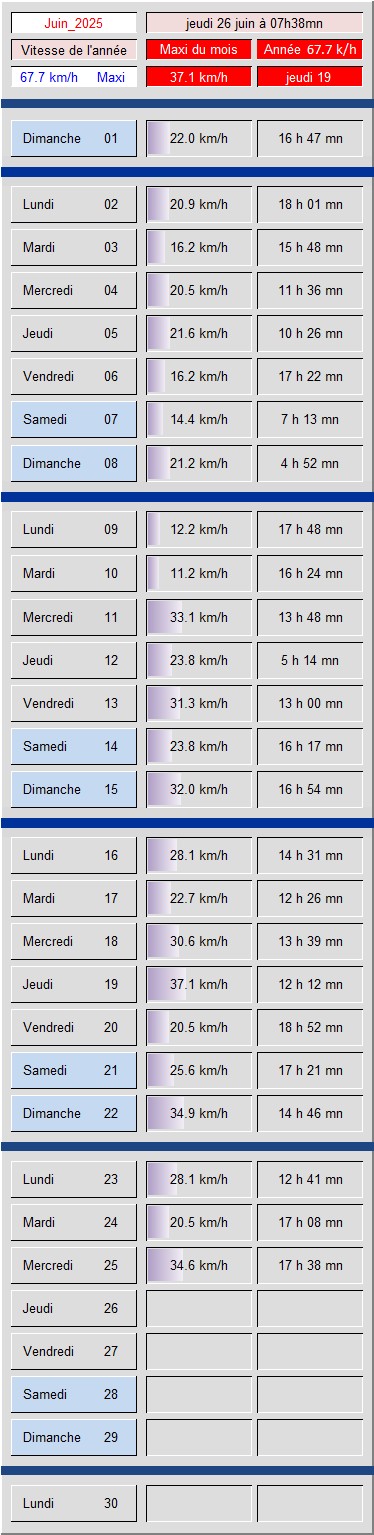 Juin_2025 jeudi 26 juin à 07h38mn
Vitesse de l'année Maxi du mois Année 67.7 k/h
67.7 km/h Maxi 37.1 km/h jeudi 19
Dimanche 01 22.0 km/h 16 h 47 mn
Lundi 02 20.9 km/h 18 h 01 mn
Mardi 03 16.2 km/h 15 h 48 mn
Mercredi 04 20.5 km/h 11 h 36 mn
Jeudi 05 21.6 km/h 10 h 26 mn
Vendredi 06 16.2 km/h 17 h 22 mn
Samedi 07 14.4 km/h 7 h 13 mn
Dimanche 08 21.2 km/h 4 h 52 mn
Lundi 09 12.2 km/h 17 h 48 mn
Mardi 10 11.2 km/h 16 h 24 mn
Mercredi 11 33.1 km/h 13 h 48 mn
Jeudi 12 23.8 km/h 5 h 14 mn
Vendredi 13 31.3 km/h 13 h 00 mn
Samedi 14 23.8 km/h 16 h 17 mn
Dimanche 15 32.0 km/h 16 h 54 mn
Lundi 16 28.1 km/h 14 h 31 mn
Mardi 17 22.7 km/h 12 h 26 mn
Mercredi 18 30.6 km/h 13 h 39 mn
Jeudi 19 37.1 km/h 12 h 12 mn
Vendredi 20 20.5 km/h 18 h 52 mn
Samedi 21 25.6 km/h 17 h 21 mn
Dimanche 22 34.9 km/h 14 h 46 mn
Lundi 23 28.1 km/h 12 h 41 mn
Mardi 24 20.5 km/h 17 h 08 mn
Mercredi 25 34.6 km/h 17 h 38 mn
Jeudi 26
Vendredi 27
Samedi 28
Dimanche 29
Lundi 30